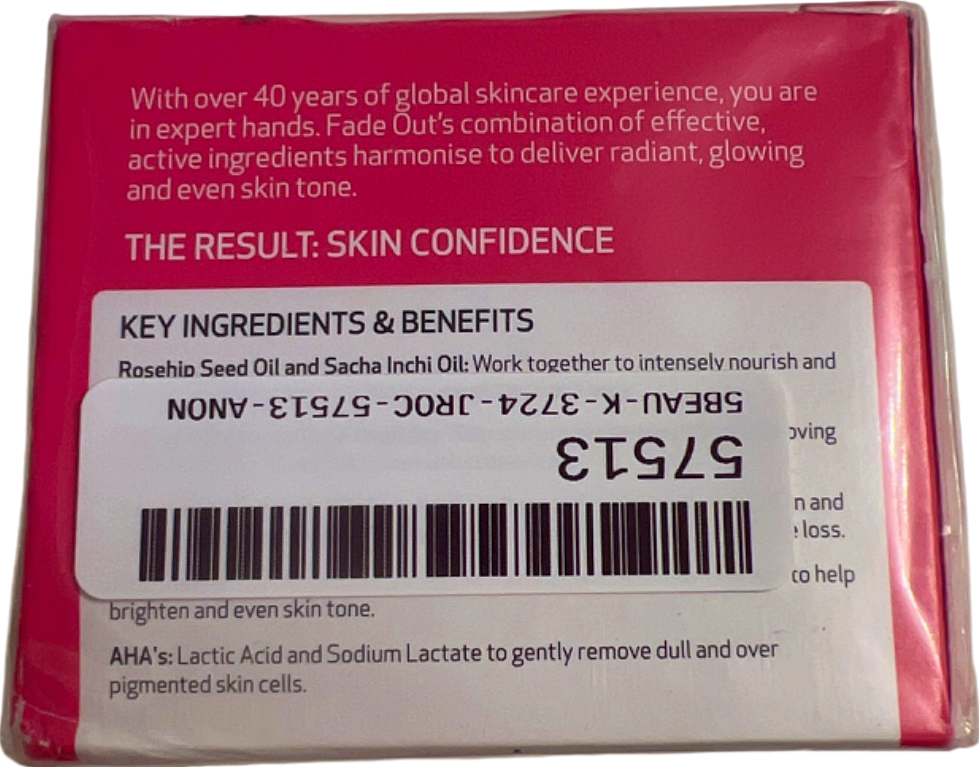 With over 40 years of global skincare experience, you are
in expert hands. Fade Out's combination of effective,
active ingredients harmonise to deliver radiant, glowing
and even skin tone.
THE RESULT: SKIN CONFIDENCE
KEY INGREDIENTS & BENEFITS
Rosehip Seed Oil and Sacha Inchi Oil: Work together to intensely nourish and
5BEAU-K-3724-JROC-57513-ANON
57513
n and
loss.
to help
brighten and even skin tone.
AHA's: Lactic Acid and Sodium Lactate to gently remove dull and over
pigmented skin cells.